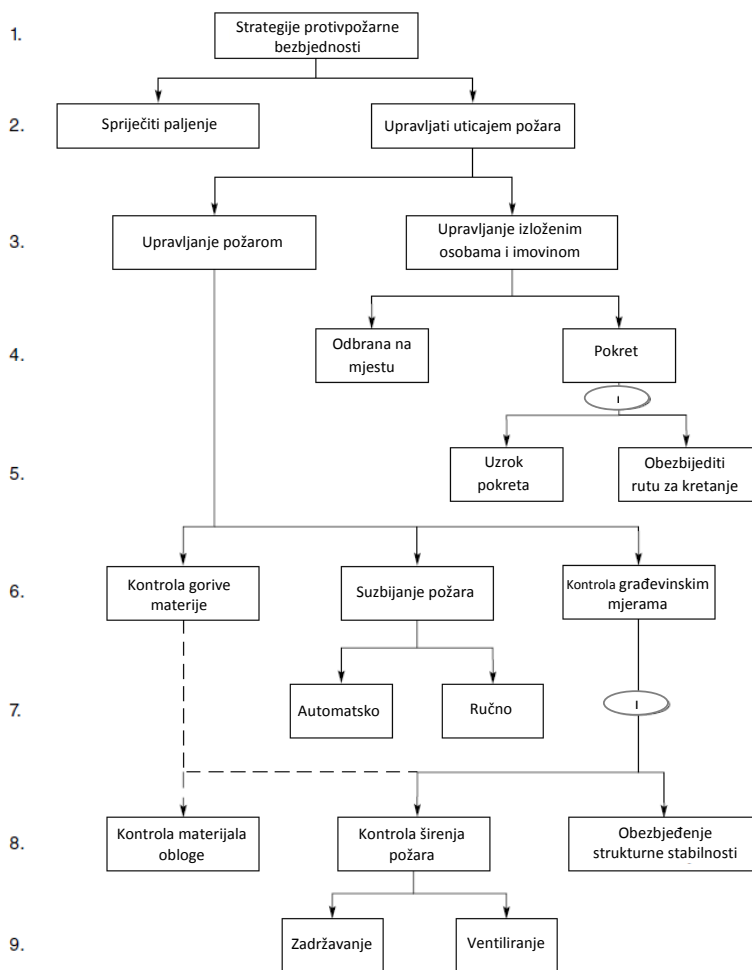 1.
Strategije protivpožarne
bezbjednosti
2.
Spriječiti paljenje
Upravljati uticajem požara
3.
Upravljanje požarom
Upravljanje izloženim
osobama i imovinom
4.
Odbrana na
mjestu
Pokret
I
5.
Uzrok
pokreta
Obezbijediti
rutu za kretanje
6.
Kontrola gorive
materije
Suzbijanje požara
Kontrola građevinskim
mjerama
7.
Automatsko
Ručno
I
8.
Kontrola materijala
obloge
Kontrola širenja
požara
Obezbjeđenje
strukturne stabilnosti
9.
Zadržavanje
Ventiliranje